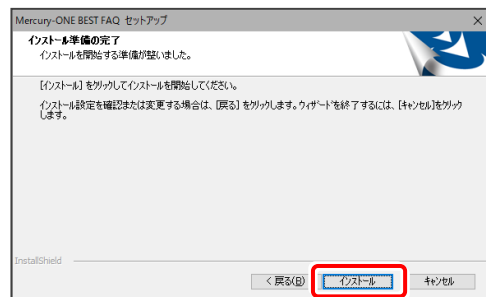 Mercury-ONE BEST FAQ セットアップ
インストール準備の完了
インストールを開始する準備が整いました。
[インストール] をクリックしてインストールを開始してください。
インストール設定を確認または変更する場合は、[戻る] をクリックします。ウィザードを終了するには、[キャンセル]をクリック
します。
InstallShield
< 戻る(B) インストール キャンセル